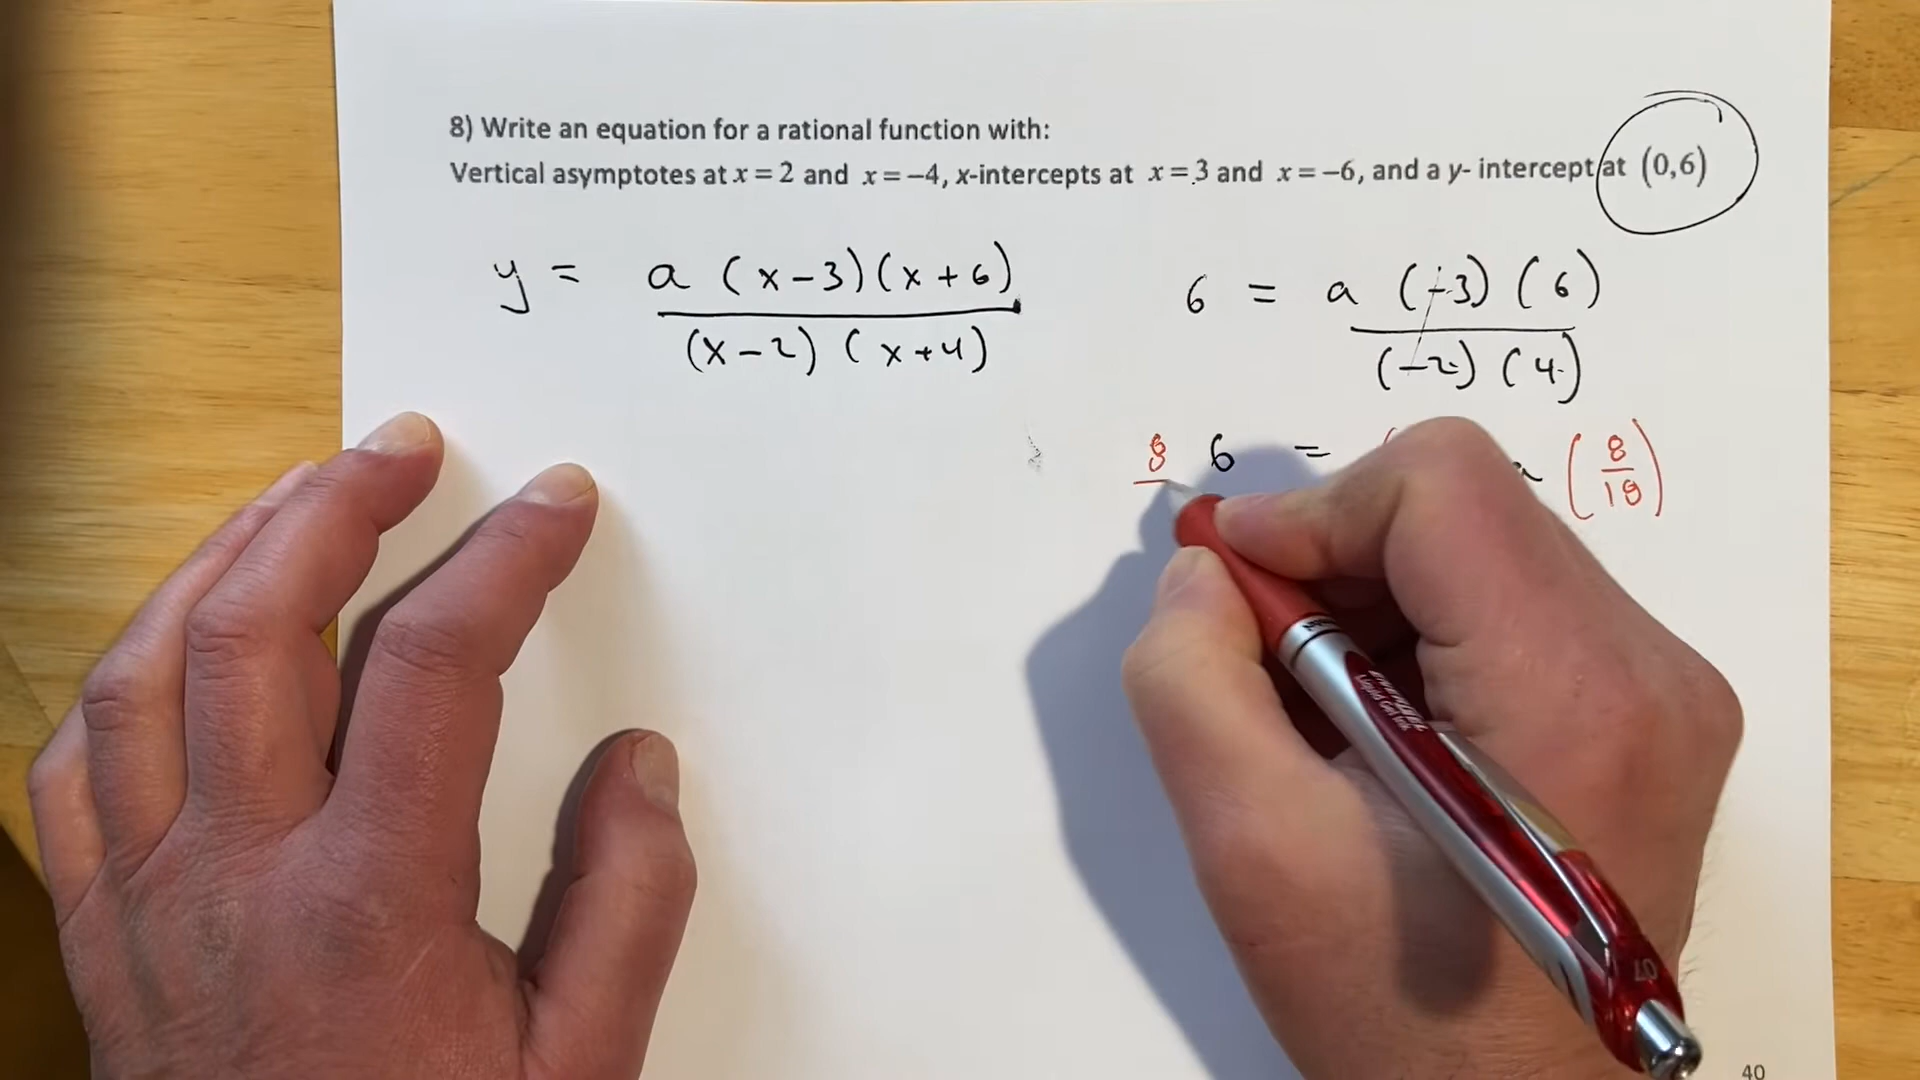 8) Write an equation for a rational function with:
Vertical asymptotes at x = 2 and x = −4, x-intercepts at x = 3 and x = −6, and a y- intercept at (0,6)
y = a (x-3)(x+6)
(x-2) (x+4)
6 = a (-3) (6)
(-2) (4)
8 6 = ( a (8/18)
40